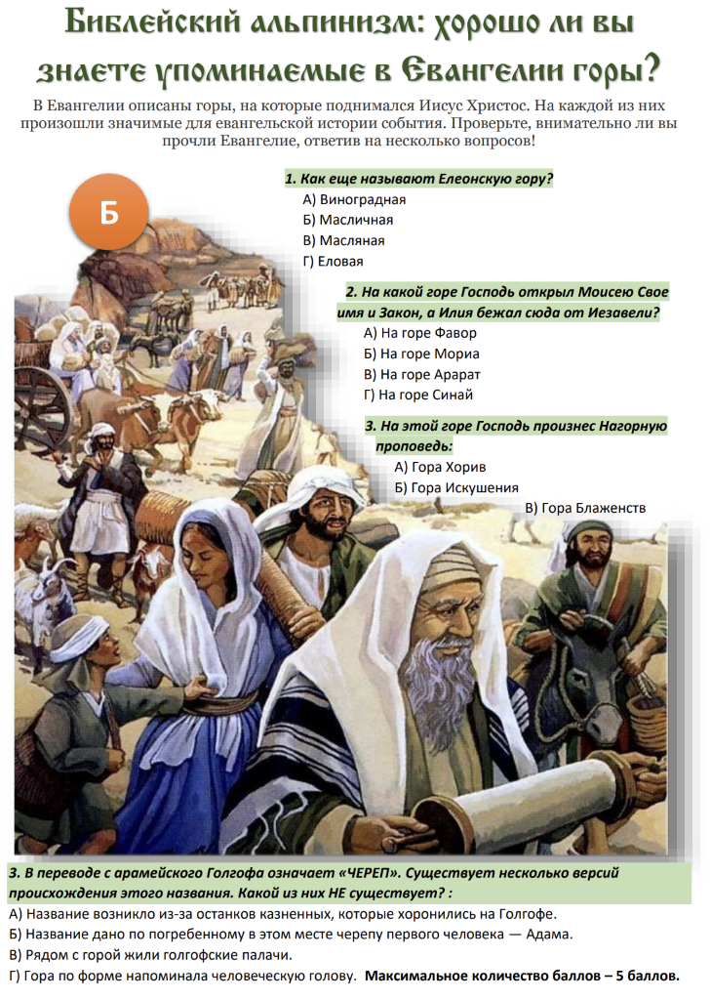 Библейский альпинизм: хорошо ли вы
знаете упоминаемые в Евангелии горы?
В Евангелии описаны горы, на которые поднимался Иисус Христос. На каждой из них
произошли значимые для евангельской истории события. Проверьте, внимательно ли вы
прочли Евангелие, ответив на несколько вопросов!
Б
1. Как еще называют Елеонскую гору?
А) Виноградная
Б) Масличная
В) Масляная
Г) Еловая
2. На какой горе Господь открыл Моисею Свое
имя и Закон, а Илия бежал сюда от Иезавели?
А) На горе Фавор
Б) На горе Мориа
В) На горе Арарат
Г) На горе Синай
3. На этой горе Господь произнес Нагорную
проповедь:
А) Гора Хорив
Б) Гора Искушения
В) Гора Блаженств
3. В переводе с арамейского Голгофа означает «ЧЕРЕП». Существует несколько версий
происхождения этого названия. Какой из них НЕ существует? :
А) Название возникло из-за останков казненных, которые хоронились на Голгофе.
Б) Название дано по погребенному в этом месте черепу первого человека — Адама.
В) Рядом с горой жили голгофские палачи.
Г) Гора по форме напоминала человеческую голову. Максимальное количество баллов – 5 баллов.